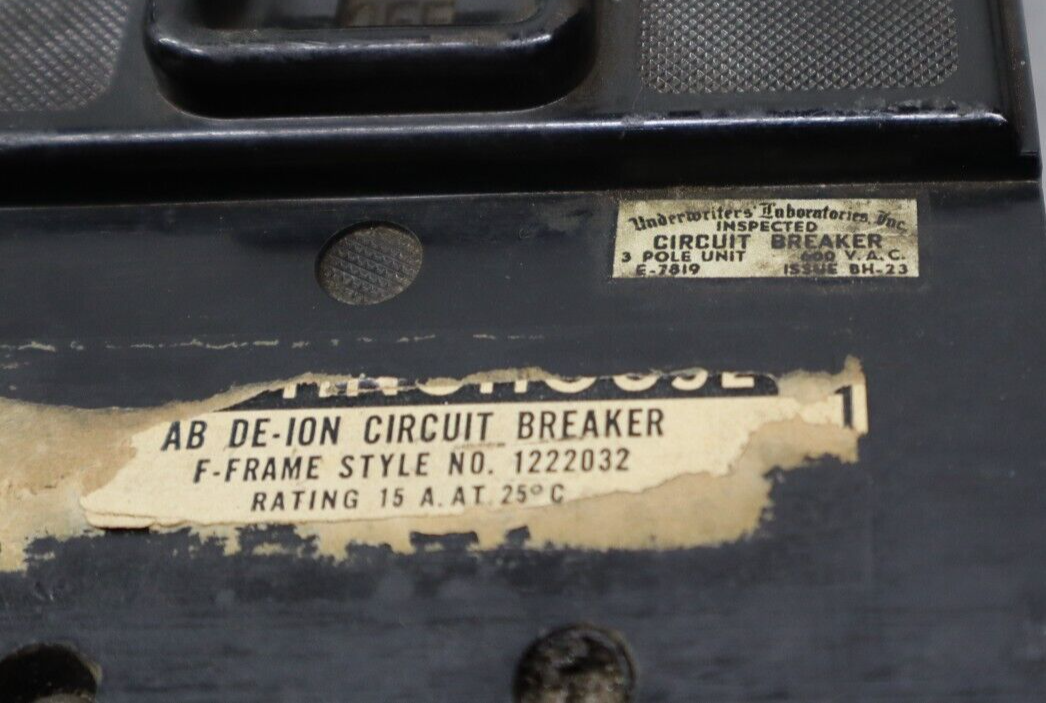 Underwriters' Laboratories, Inc.
INSPECTED
CIRCUIT BREAKER
3 POLE UNIT 600 V. A. C.
E-7819 ISSUE BH-23
AB DE-ION CIRCUIT BREAKER
F-FRAME STYLE NO. 1222032
RATING 15 A. AT 25° C